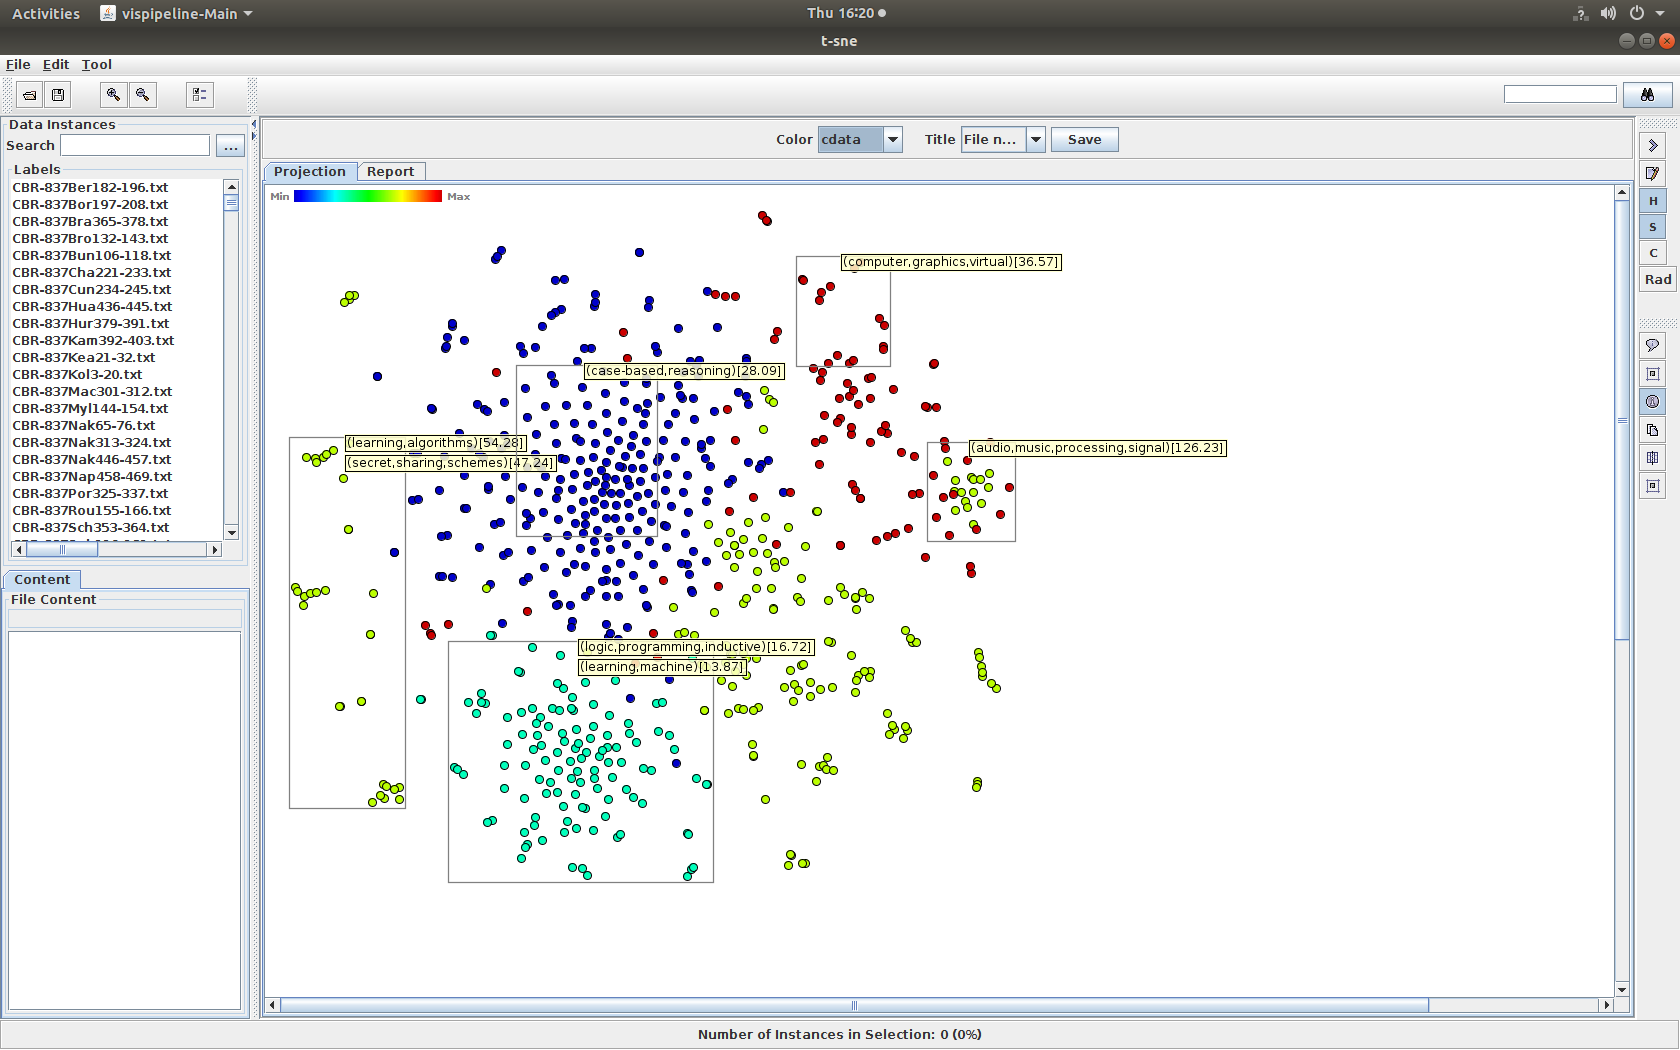 Activities vispipeline-Main Thu 16:20
t-sne
File Edit Tool
Data Instances
Search ...
Labels
CBR-837Ber182-196.txt
CBR-837Bor197-208.txt
CBR-837Bra365-378.txt
CBR-837Bro132-143.txt
CBR-837Bun106-118.txt
CBR-837Cha221-233.txt
CBR-837Cun234-245.txt
CBR-837Hua436-445.txt
CBR-837Hur379-391.txt
CBR-837Kam392-403.txt
CBR-837Kea21-32.txt
CBR-837Kol3-20.txt
CBR-837Mac301-312.txt
CBR-837Myl144-154.txt
CBR-837Nak65-76.txt
CBR-837Nak313-324.txt
CBR-837Nak446-457.txt
CBR-837Nap458-469.txt
CBR-837Por325-337.txt
CBR-837Rou155-166.txt
CBR-837Sch353-364.txt
Content
File Content
Color cdata Title File n... Save
Projection Report
Min Max
(computer,graphics,virtual)[36.57]
(case-based,reasoning)[28.09]
(learning,algorithms)[54.28]
(secret,sharing,schemes)[47.24]
(audio,music,processing,signal)[126.23]
(logic,programming,inductive)[16.72]
(learning,machine)[13.87]
H
S
C
Rad
Number of Instances in Selection: 0 (0%)